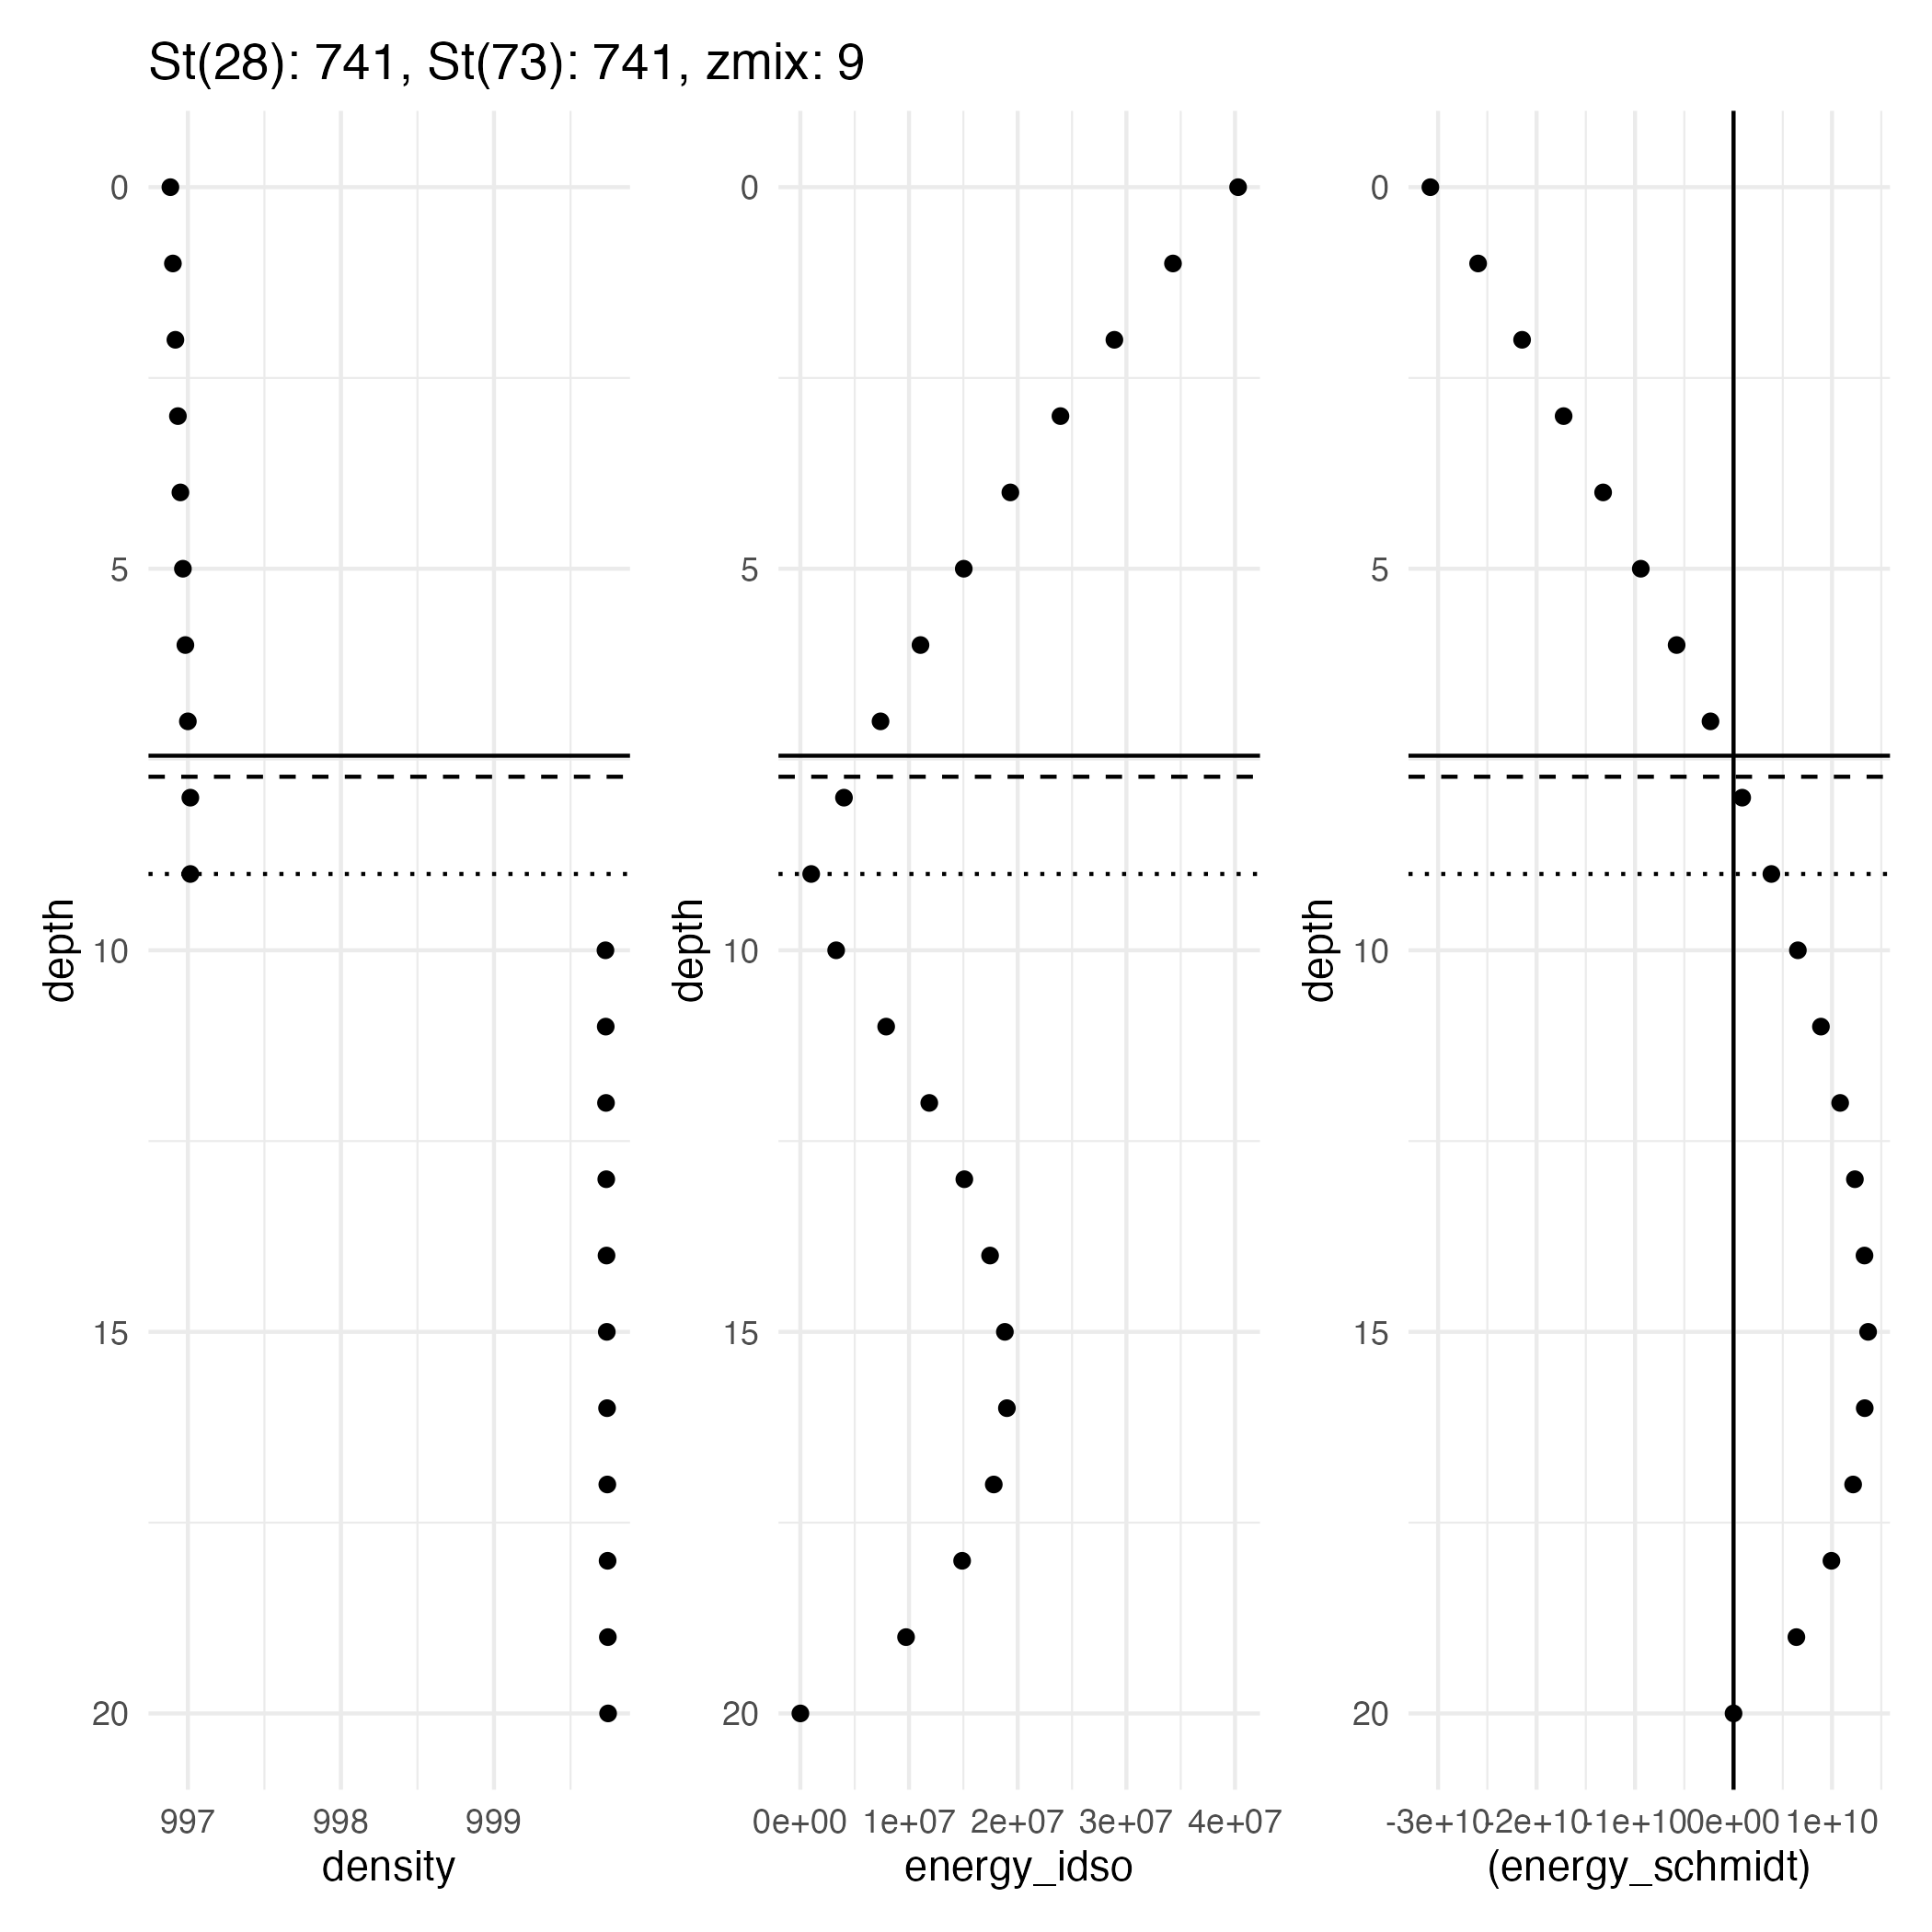 St(28): 741, St(73): 741, zmix: 9
depth
0
5
10
15
20
997 998 999
density
depth
0
5
10
15
20
0e+00 1e+07 2e+07 3e+07 4e+07
energy_idso
depth
0
5
10
15
20
-3e+10 -2e+10 -1e+10 0e+00 1e+10
(energy_schmidt)